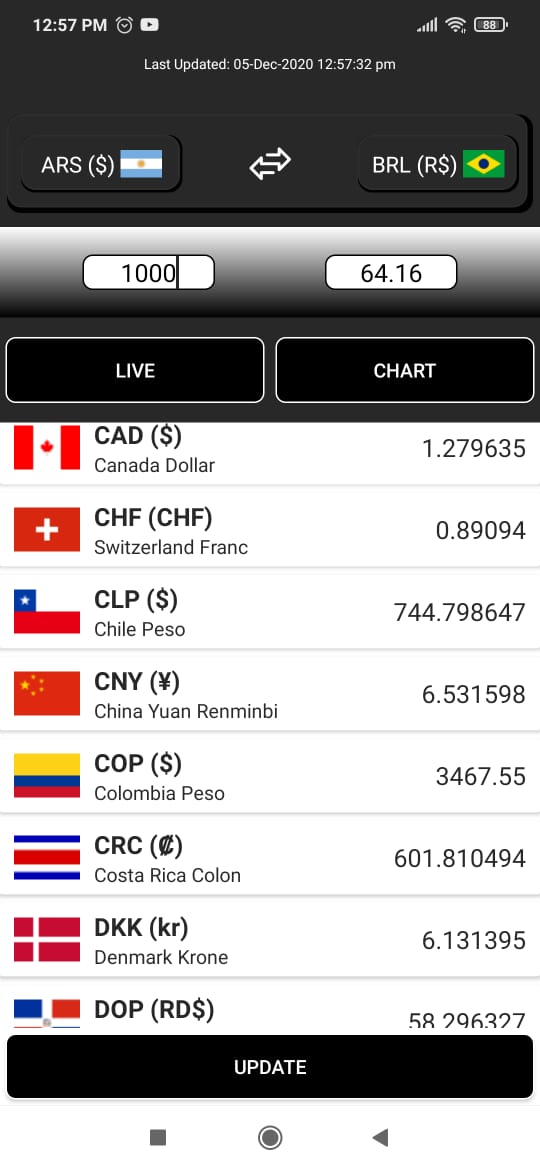 12:57 PM
88
Last Updated: 05-Dec-2020 12:57:32 pm
ARS ($)
BRL (R$)
1000
64.16
LIVE
CHART
CAD ($)
Canada Dollar
1.279635
CHF (CHF)
Switzerland Franc
0.89094
CLP ($)
Chile Peso
744.798647
CNY (¥)
China Yuan Renminbi
6.531598
COP ($)
Colombia Peso
3467.55
CRC (₡)
Costa Rica Colon
601.810494
DKK (kr)
Denmark Krone
6.131395
DOP (RD$)
58.296327
UPDATE